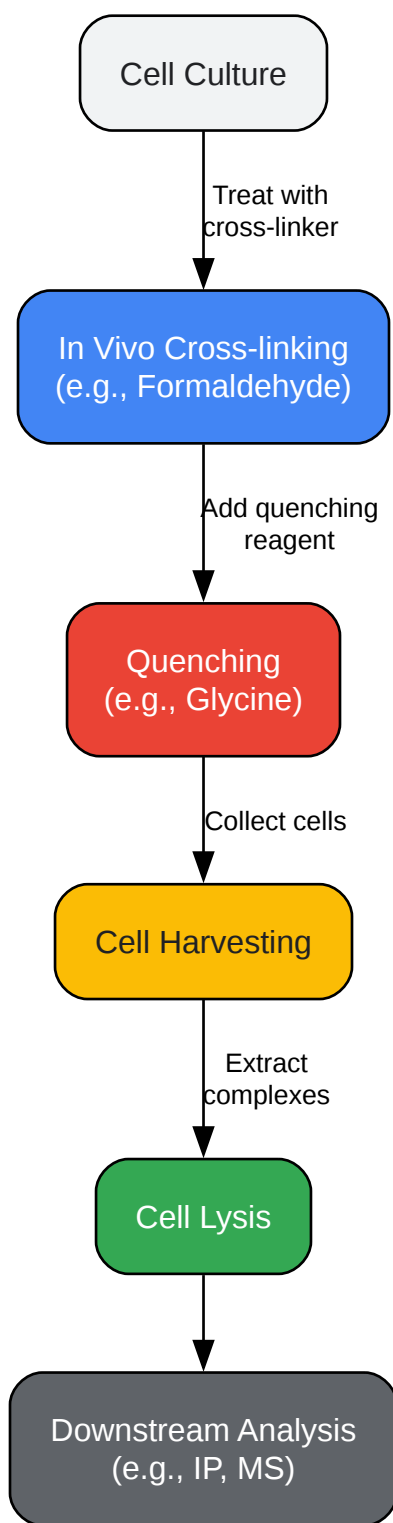 Cell Culture
Treat with
cross-linker
In Vivo Cross-linking
(e.g., Formaldehyde)
Add quenching
reagent
Quenching
(e.g., Glycine)
Collect cells
Cell Harvesting
Extract
complexes
Cell Lysis
Downstream Analysis
(e.g., IP, MS)